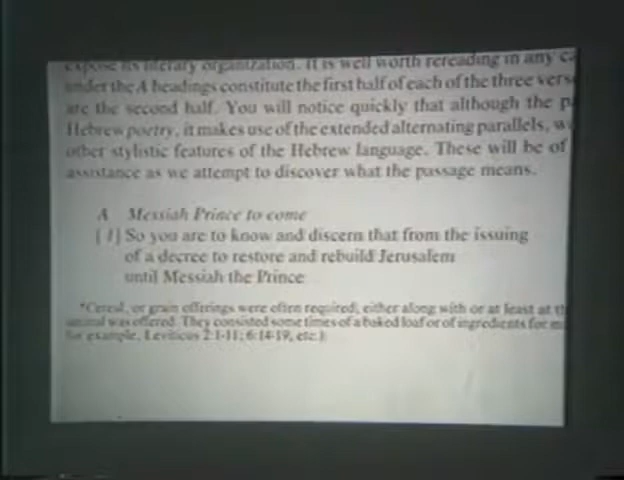 expose its literary organization. It is well worth rereading in any
under the A headings constitute the first half of each of the three
are the second half. You will notice quickly that although the
Hebrew poetry, it makes use of the extended alternating parallels,
other stylistic features of the Hebrew language. These will be of
assistance as we attempt to discover what the passage means.
A Messiah Prince to come
[1] So you are to know and discern that from the issuing
of a decree to restore and rebuild Jerusalem
until Messiah the Prince
*Cereal, or grain offerings were often required, either along with or at least at
animal was offered. They consisted some times of a baked loaf or of ingredients for
for example, Leviticus 2:1-11; 6:14-19, etc.)